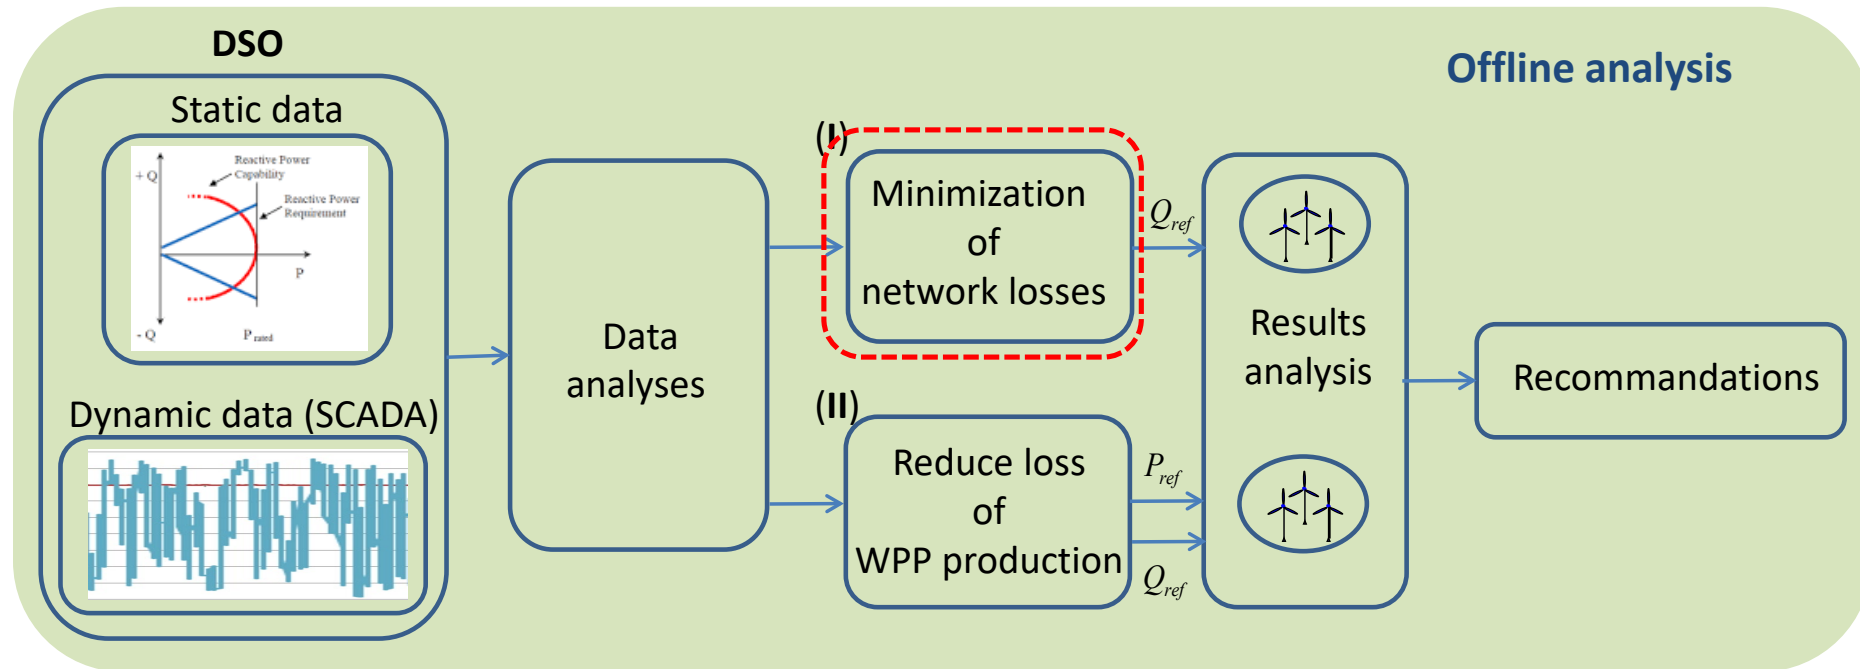 DSO
Offline analysis
Static data
Reactive Power
Capability
+ Q
Reactive Power
Requirement
P
- Q
P rated
Dynamic data (SCADA)
Data
analyses
(I)
Minimization
of
network losses
Qref
(II)
Reduce loss
of
WPP production
Pref
Qref
Results
analysis
Recommandations